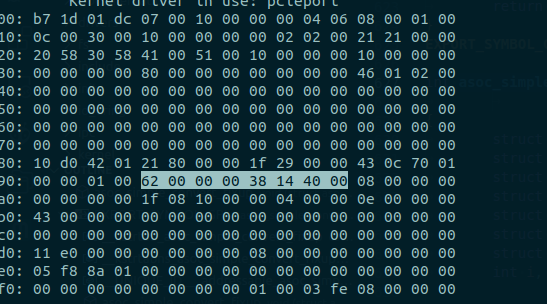 Kernel driver in use: pcieport
00: b7 1d 01 dc 07 00 10 00 00 00 04 06 08 00 01 00
10: 0c 00 30 00 10 00 00 00 00 02 02 00 21 21 00 00
20: 20 58 30 58 41 00 51 00 10 00 00 00 10 00 00 00
30: 00 00 00 00 80 00 00 00 00 00 00 00 46 01 02 00
40: 00 00 00 00 00 00 00 00 00 00 00 00 00 00 00 00
50: 00 00 00 00 00 00 00 00 00 00 00 00 00 00 00 00
60: 00 00 00 00 00 00 00 00 00 00 00 00 00 00 00 00
70: 00 00 00 00 00 00 00 00 00 00 00 00 00 00 00 00
80: 10 d0 42 01 21 80 00 00 1f 29 00 00 43 0c 70 01
90: 00 00 01 00 62 00 00 00 38 14 40 00 08 00 00 00
a0: 00 00 00 00 1f 08 10 00 00 04 00 00 0e 00 00 00
b0: 43 00 00 00 00 00 00 00 00 00 00 00 00 00 00 00
c0: 00 00 00 00 00 00 00 00 00 00 00 00 00 00 00 00
d0: 11 e0 00 00 00 00 00 00 08 00 00 00 00 00 00 00
e0: 05 f8 8a 01 00 00 00 00 00 00 00 00 00 00 00 00
f0: 00 00 00 00 00 00 00 00 01 00 03 fe 08 00 00 00